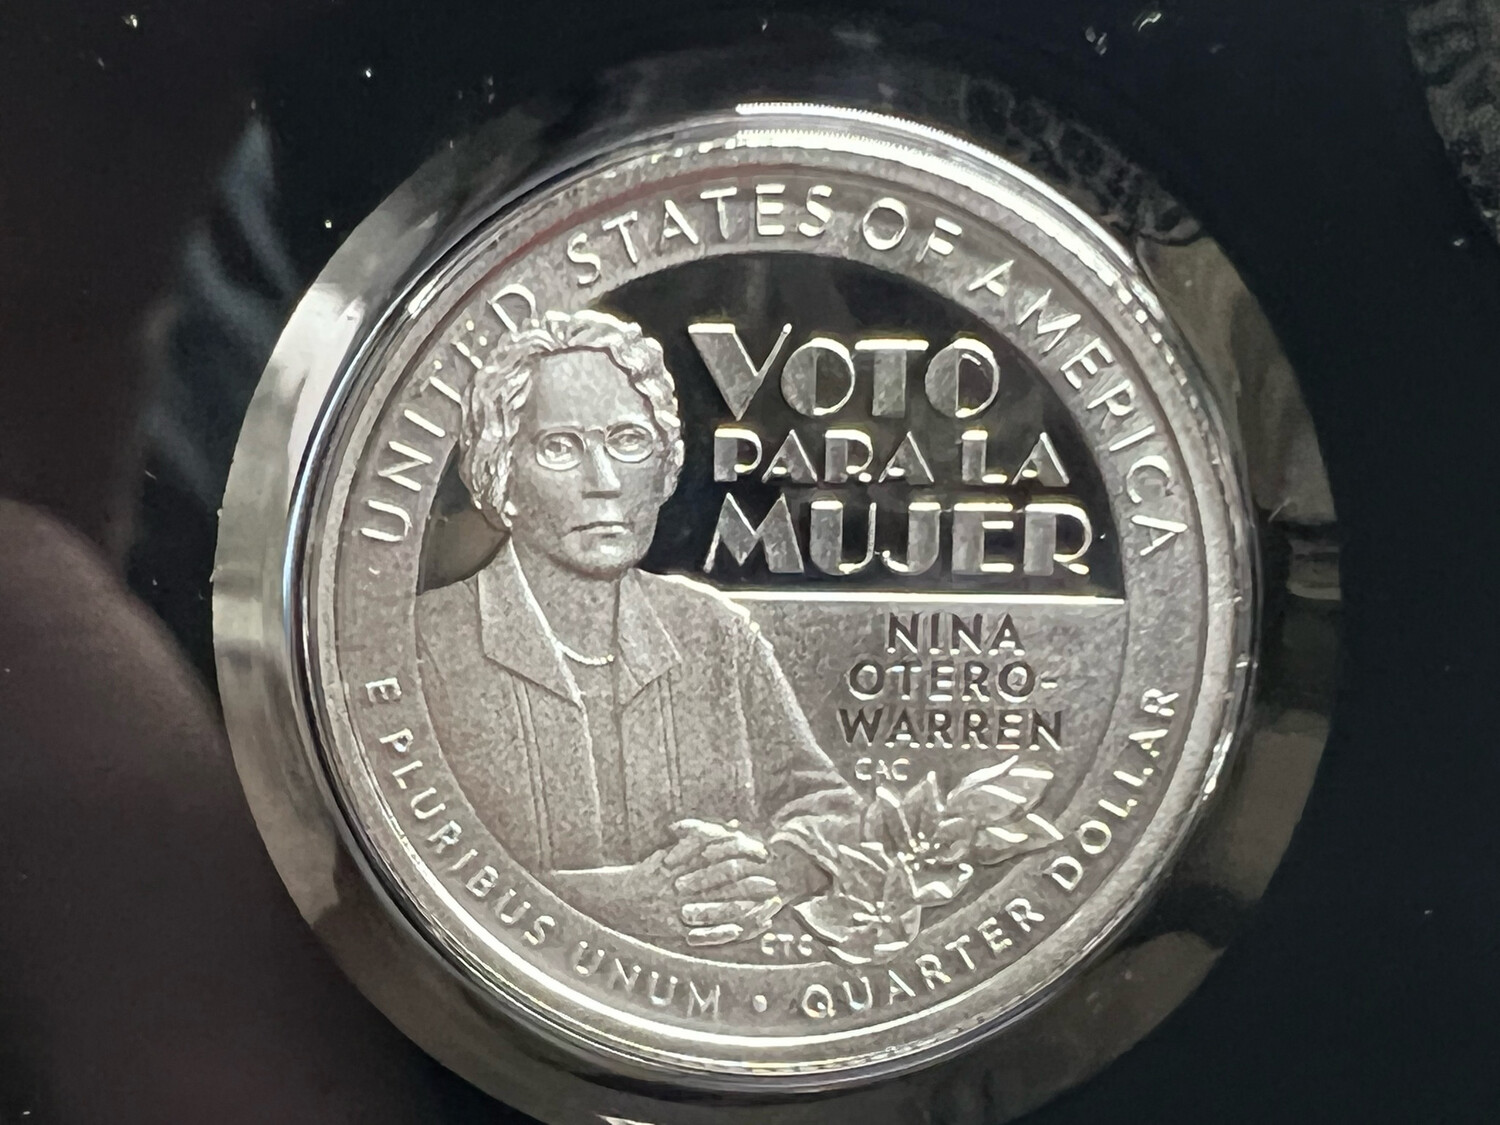 UNITED STATES OF AMERICA
VOTO
PARA LA
MUJER
NINA
OTERO-
WARREN
CAC
CTC
E PLURIBUS UNUM • QUARTER DOLLAR